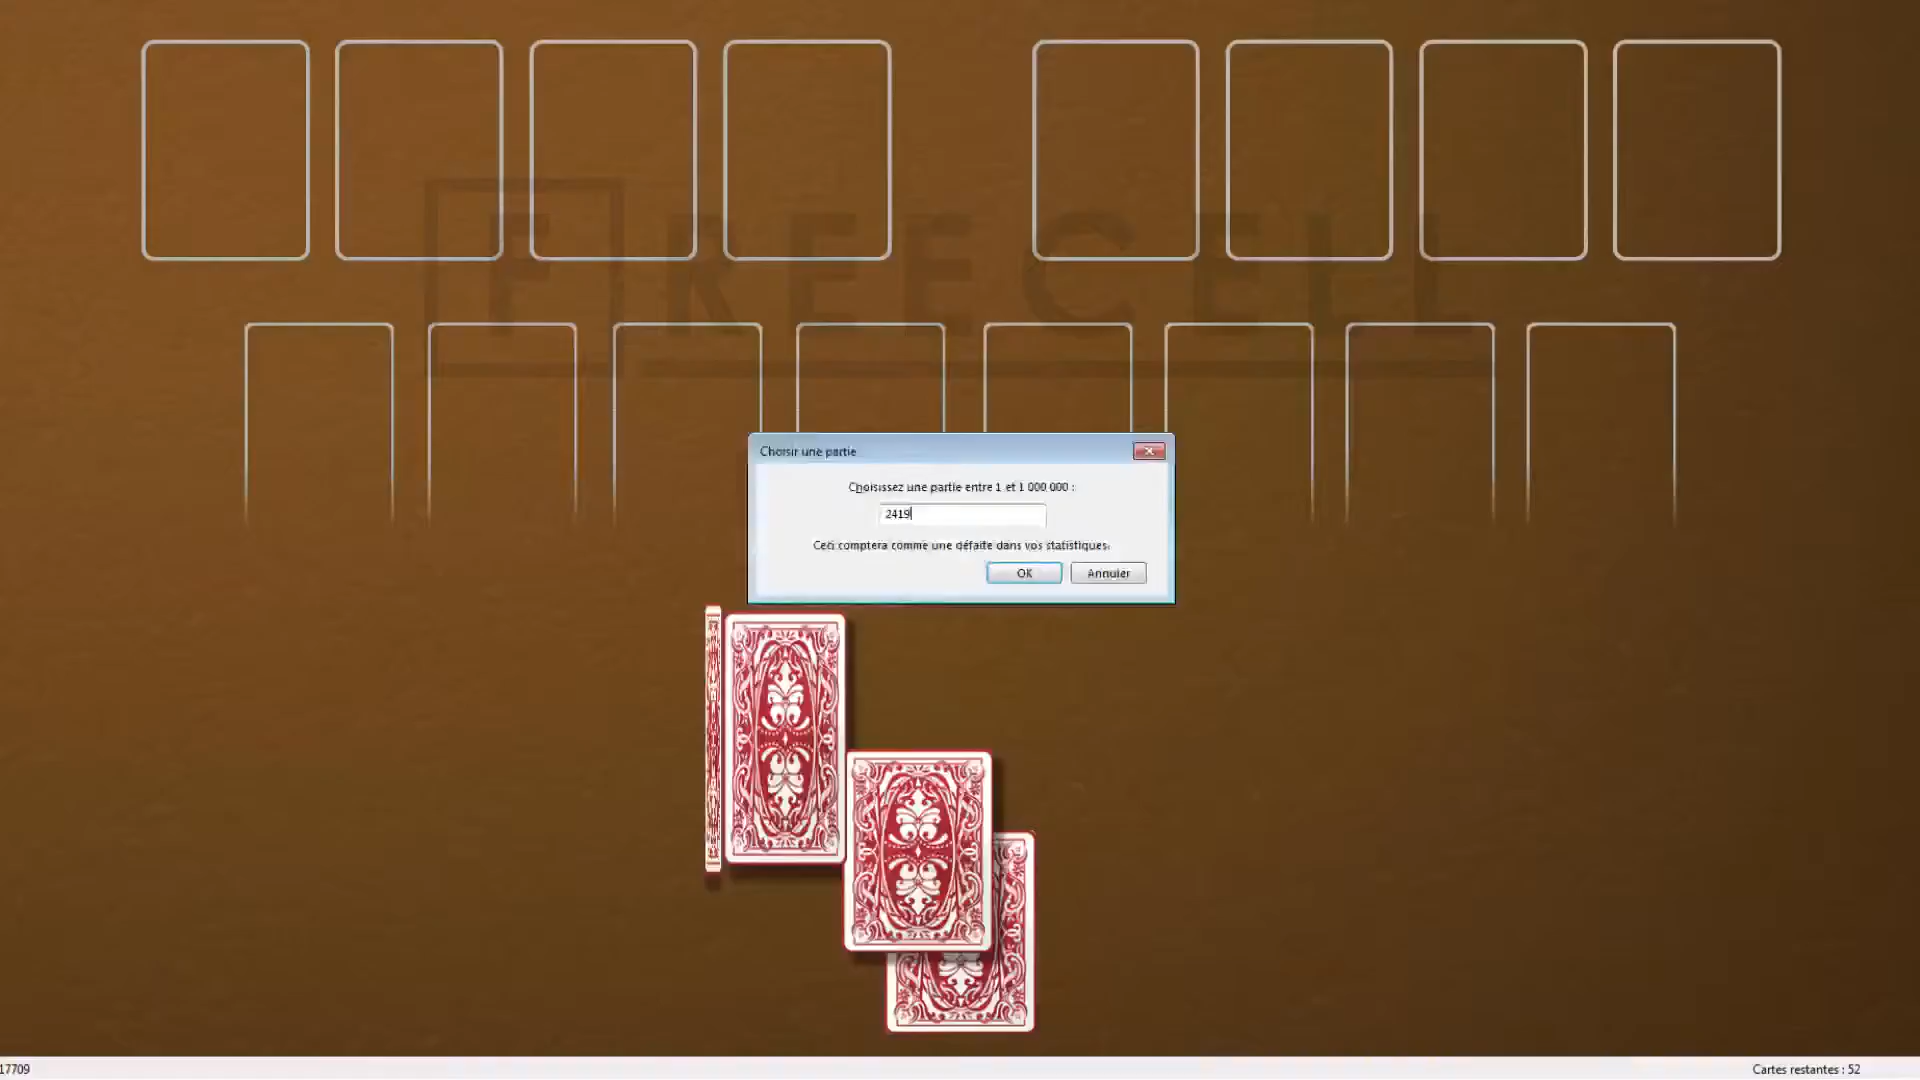 FREECELL
Choisir une partie
Choisissez une partie entre 1 et 1 000 000 :
2419
Ceci comptera comme une défaite dans vos statistiques.
OK
Annuler
17709
Cartes restantes : 52